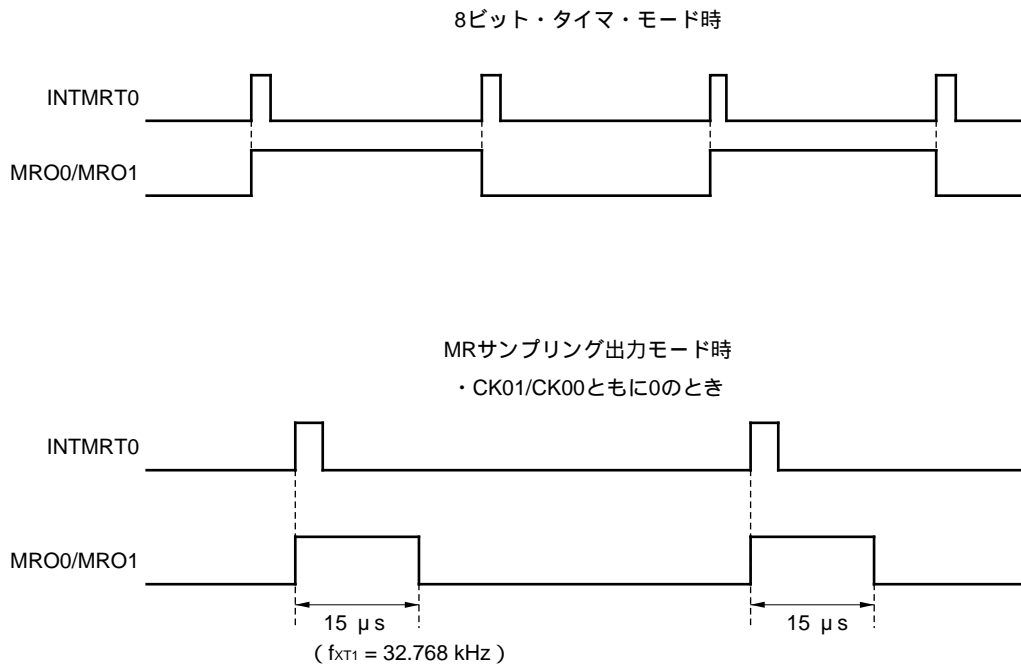 8ビット・タイマ・モード時
INTMRT0
MRO0/MRO1
MRサンプリング出力モード時
・CK01/CK00ともに0のとき
INTMRT0
MRO0/MRO1
15 μs 15 μs
（fXT1 = 32.768 kHz）